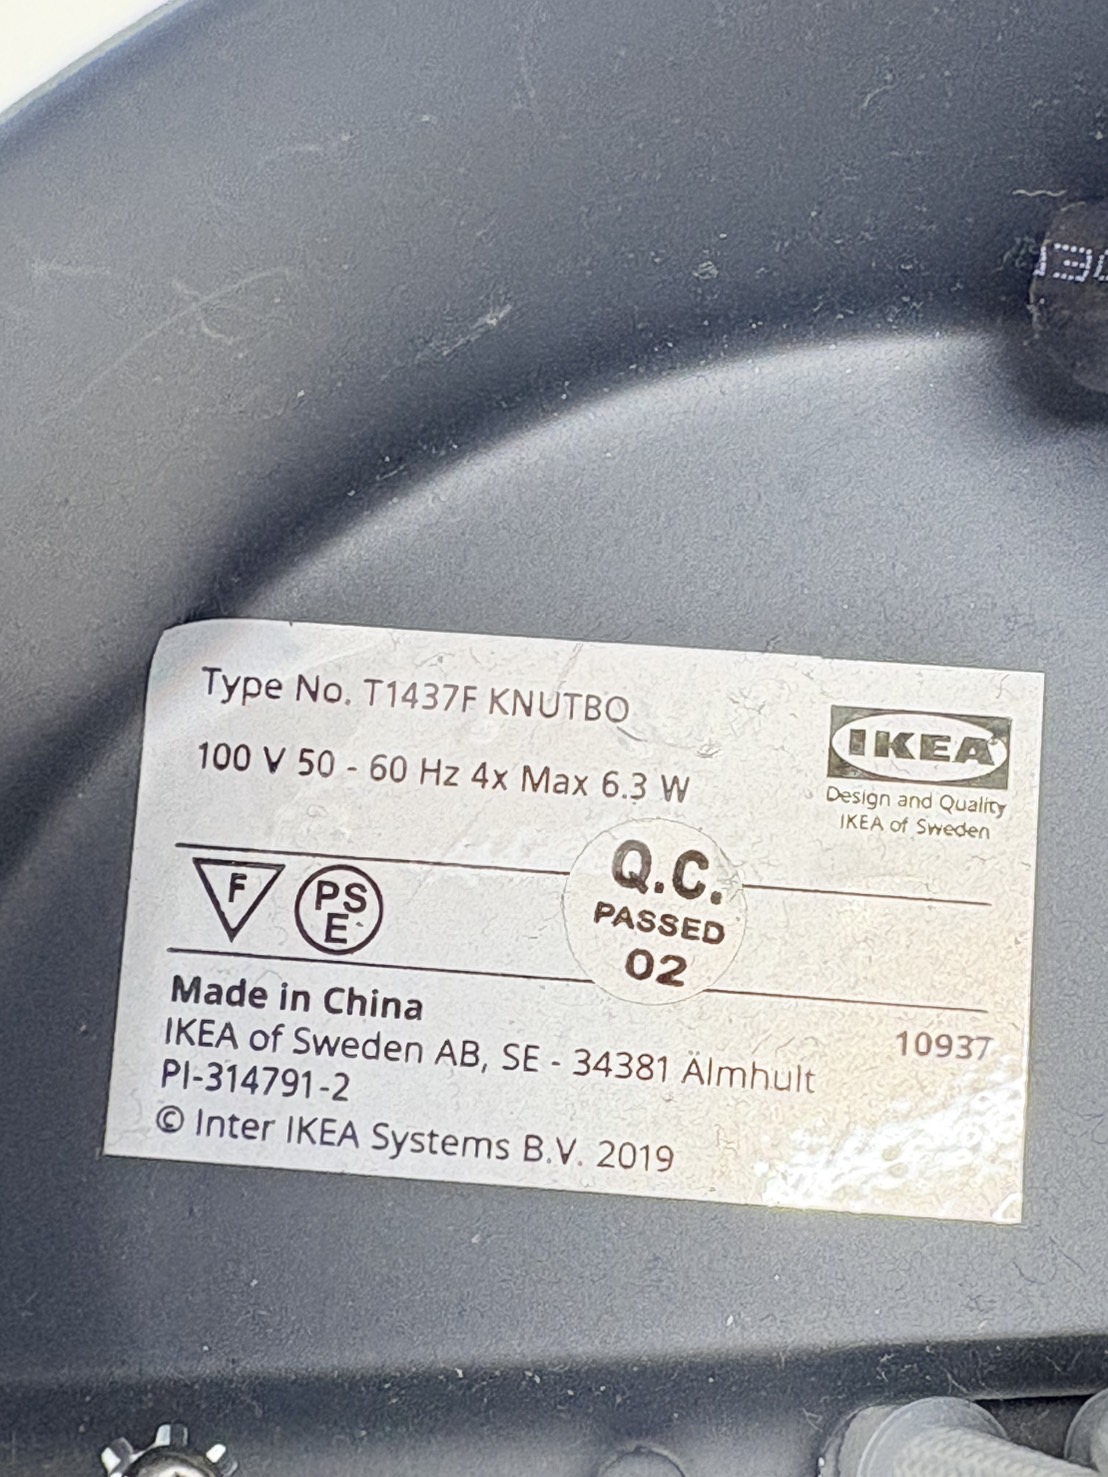 Type No. T1437F KNUTBO
100 V 50 - 60 Hz 4x Max 6.3 W
IKEA
Design and Quality
IKEA of Sweden
F
PS
E
Q.C.
PASSED
02
Made in China
IKEA of Sweden AB, SE - 34381 Älmhult
10937
PI-314791-2
© Inter IKEA Systems B.V. 2019